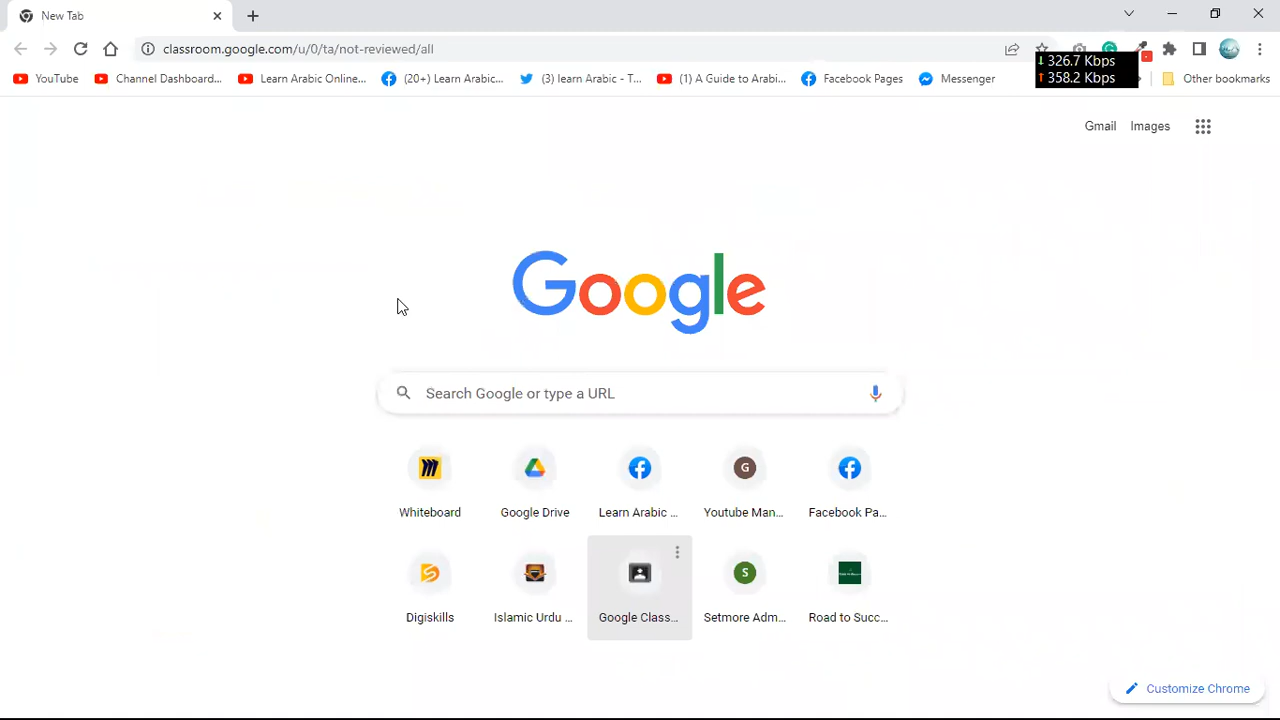 New Tab
classroom.google.com/u/0/ta/not-reviewed/all
↓ 326.7 Kbps
↑ 358.2 Kbps
YouTube Channel Dashboard... Learn Arabic Online... (20+) Learn Arabic... (3) learn Arabic - T... (1) A Guide to Arabi... Facebook Pages Messenger Other bookmarks
Gmail Images
Google
Search Google or type a URL
G
Whiteboard Google Drive Learn Arabic ... Youtube Man... Facebook Pa...
S
Digiskills Islamic Urdu ... Google Class... Setmore Adm... Road to Succ...
Customize Chrome